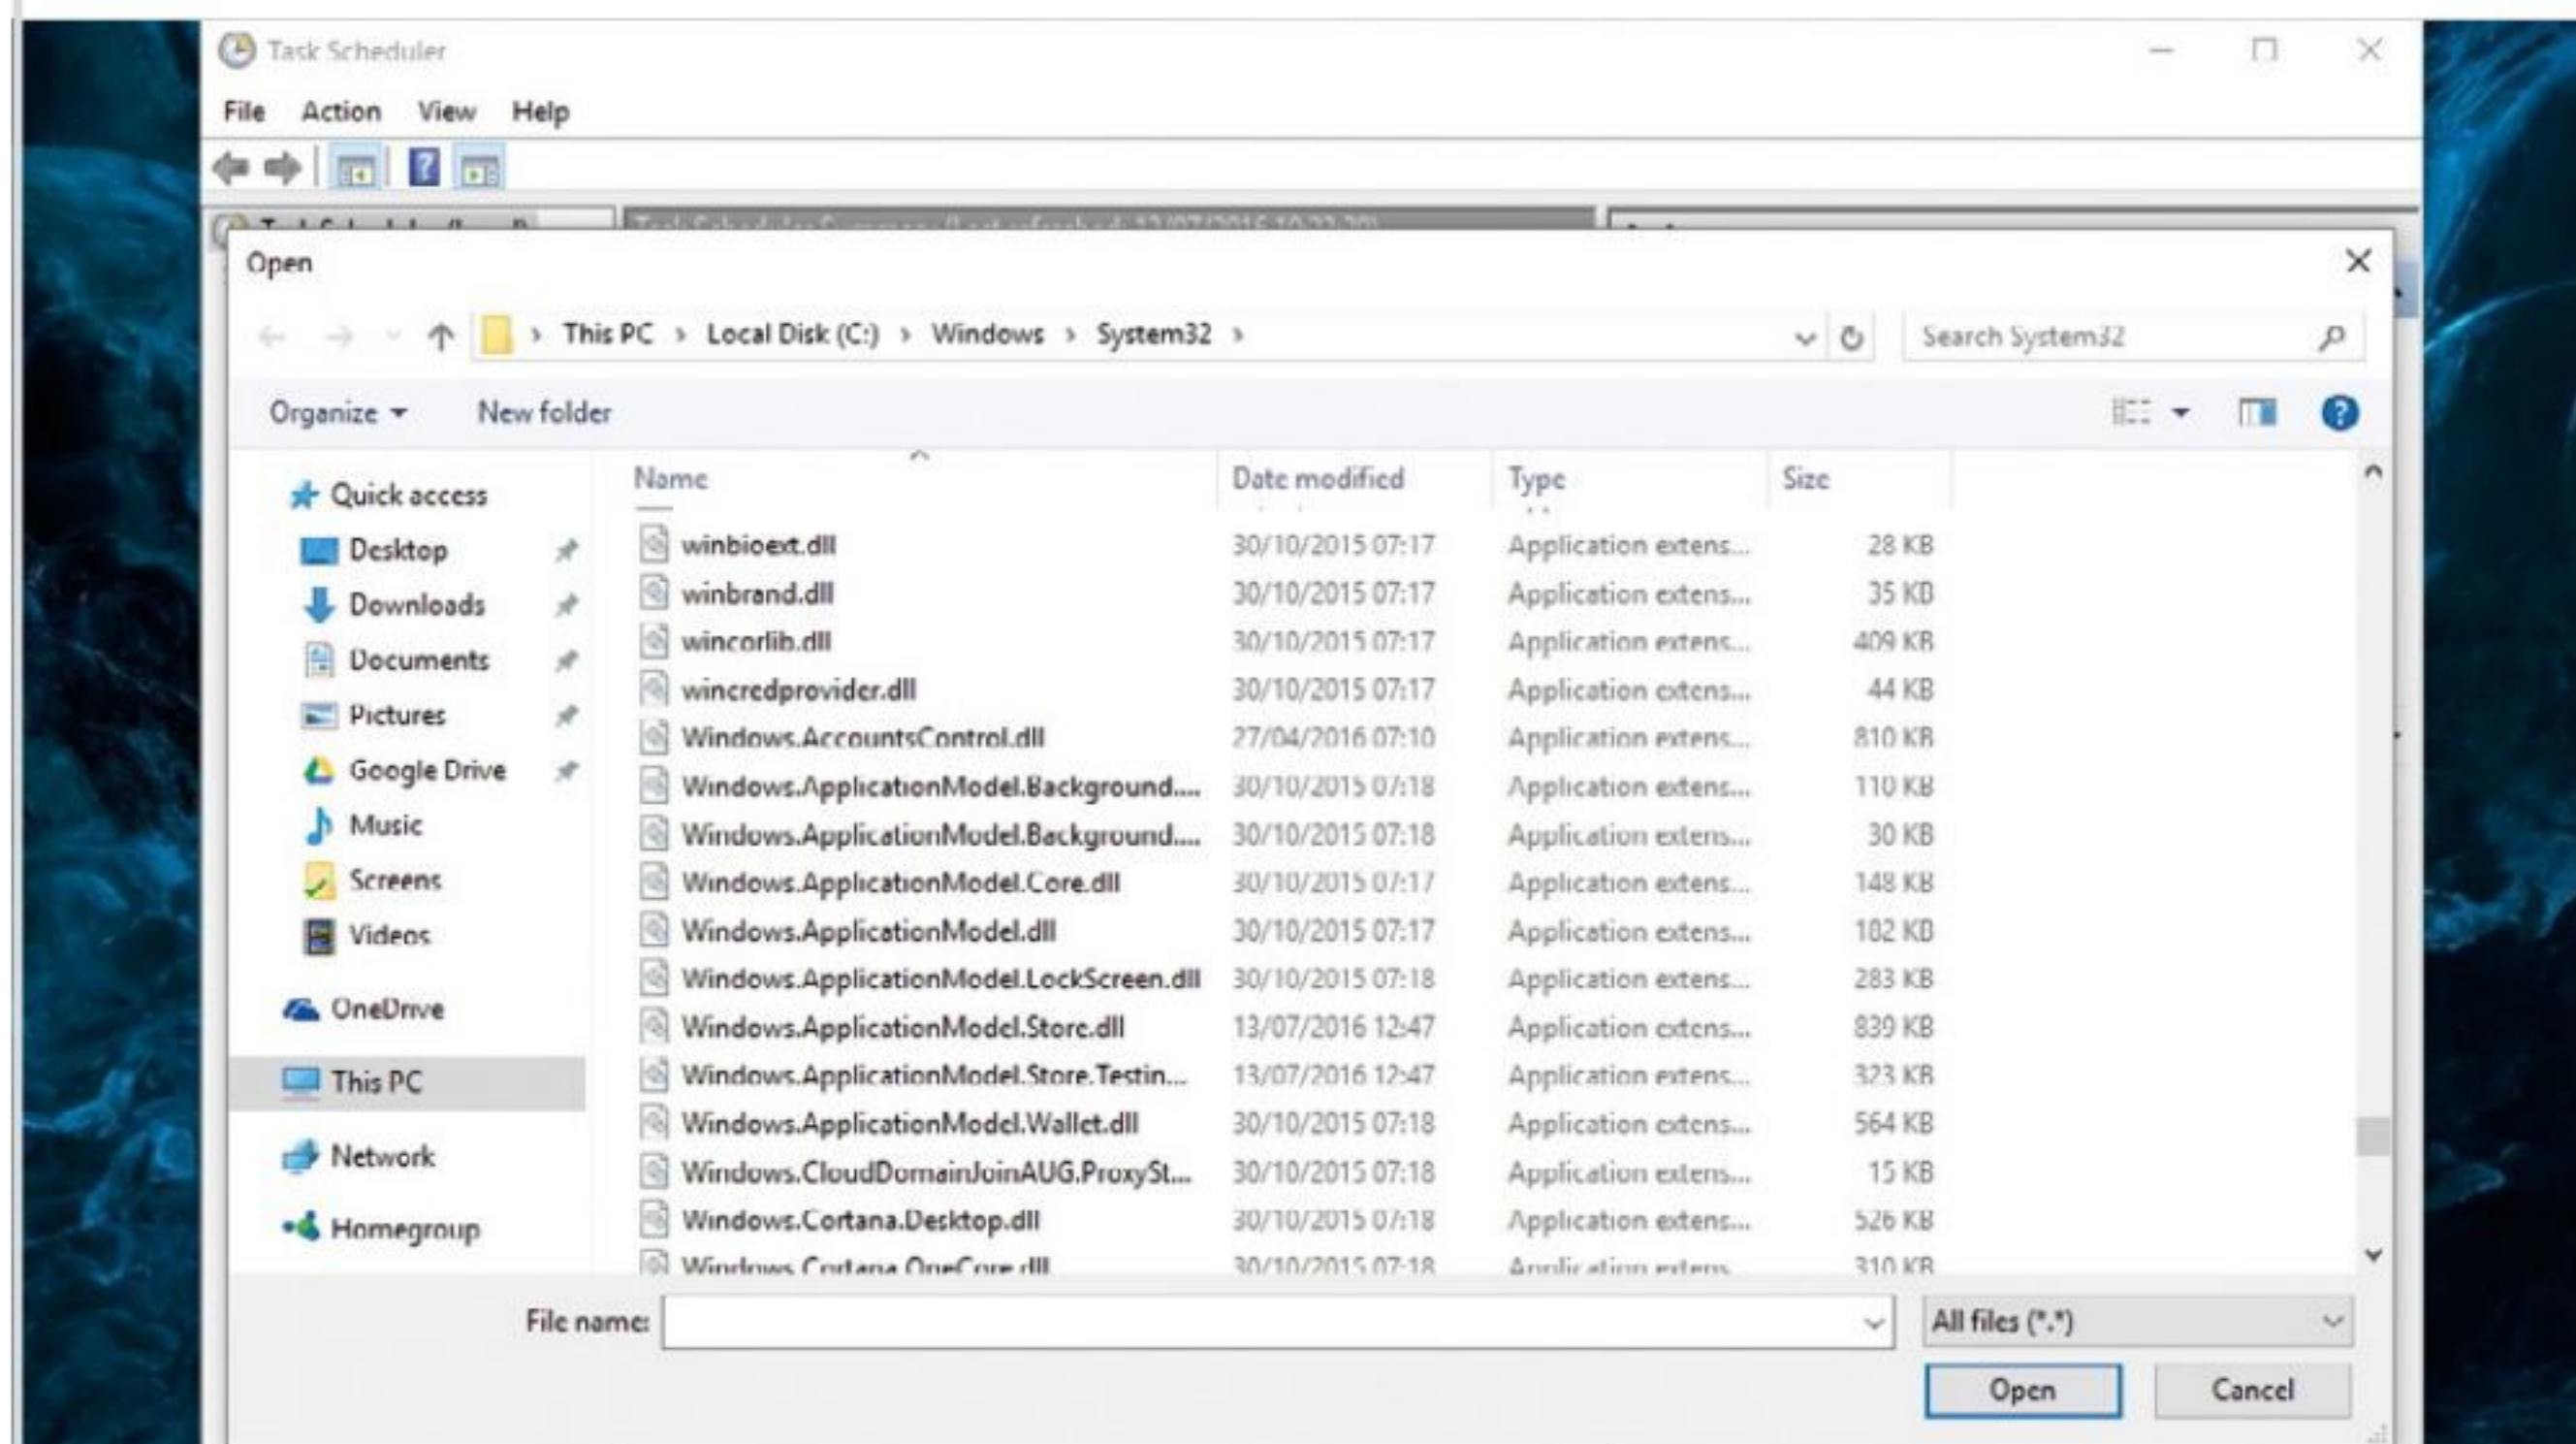 Task Scheduler
File Action View Help
Open
This PC > Local Disk (C:) > Windows > System32 >
Search System32
Organize
New folder
Name Date modified Type Size
Quick access
Desktop
Downloads
Documents
Pictures
Google Drive
Music
Screens
Videos
OneDrive
This PC
Network
Homegroup
winbioext.dll 30/10/2015 07:17 Application extens... 28 KB
winbrand.dll 30/10/2015 07:17 Application extens... 35 KB
wincorlib.dll 30/10/2015 07:17 Application extens... 409 KB
wincredprovider.dll 30/10/2015 07:17 Application extens... 44 KB
Windows.AccountsControl.dll 27/04/2016 07:10 Application extens... 810 KB
Windows.ApplicationModel.Background.... 30/10/2015 07:18 Application extens... 110 KB
Windows.ApplicationModel.Background.... 30/10/2015 07:18 Application extens... 30 KB
Windows.ApplicationModel.Core.dll 30/10/2015 07:17 Application extens... 148 KB
Windows.ApplicationModel.dll 30/10/2015 07:17 Application extens... 182 KB
Windows.ApplicationModel.LockScreen.dll 30/10/2015 07:18 Application extens... 283 KB
Windows.ApplicationModel.Store.dll 13/07/2016 12:47 Application extens... 839 KB
Windows.ApplicationModel.Store.Testin... 13/07/2016 12:47 Application extens... 323 KB
Windows.ApplicationModel.Wallet.dll 30/10/2015 07:18 Application extens... 564 KB
Windows.CloudDomainJoinAUG.ProxySt... 30/10/2015 07:18 Application extens... 15 KB
Windows.Cortana.Desktop.dll 30/10/2015 07:18 Application extens... 526 KB
Windows.Cortana.OneCore.dll 30/10/2015 07:18 Application extens 310 KB
File name:
All files (*.*)
Open
Cancel